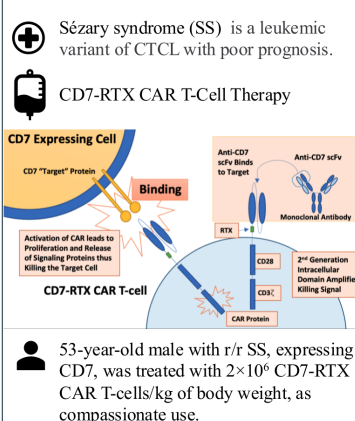 Sézary syndrome (SS) is a leukemic
variant of CTCL with poor prognosis.
CD7-RTX CAR T-Cell Therapy
CD7 Expressing Cell
CD7 "Target" Protein
Binding
Activation of CAR leads to
Proliferation and Release
of Signaling Proteins thus
Killing the Target Cell
CD7-RTX CAR T-cell
Anti-CD7
scFv Binds
to Target
Anti-CD7 scFv
Monoclonal Antibody
RTX
CD28
CD3ζ
2nd Generation
Intracellular
Domain Amplifie
Killing Signal
CAR Protein
53-year-old male with r/r SS, expressing
CD7, was treated with 2×10⁶ CD7-RTX
CAR T-cells/kg of body weight, as
compassionate use.